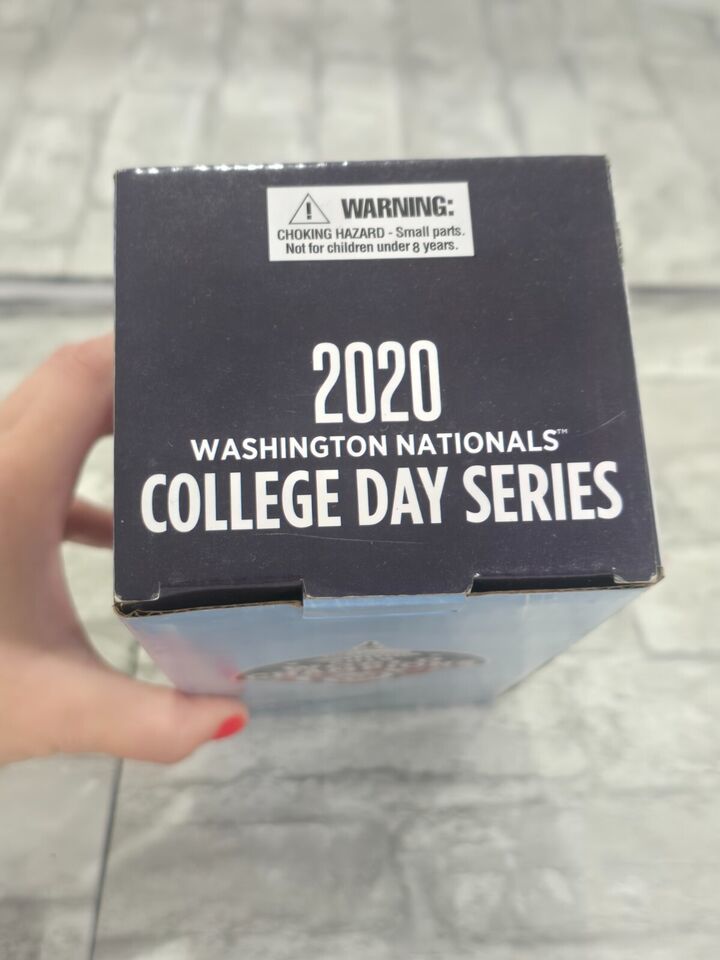 WARNING:
CHOKING HAZARD - Small parts.
Not for children under 8 years.
2020
WASHINGTON NATIONALS™
COLLEGE DAY SERIES